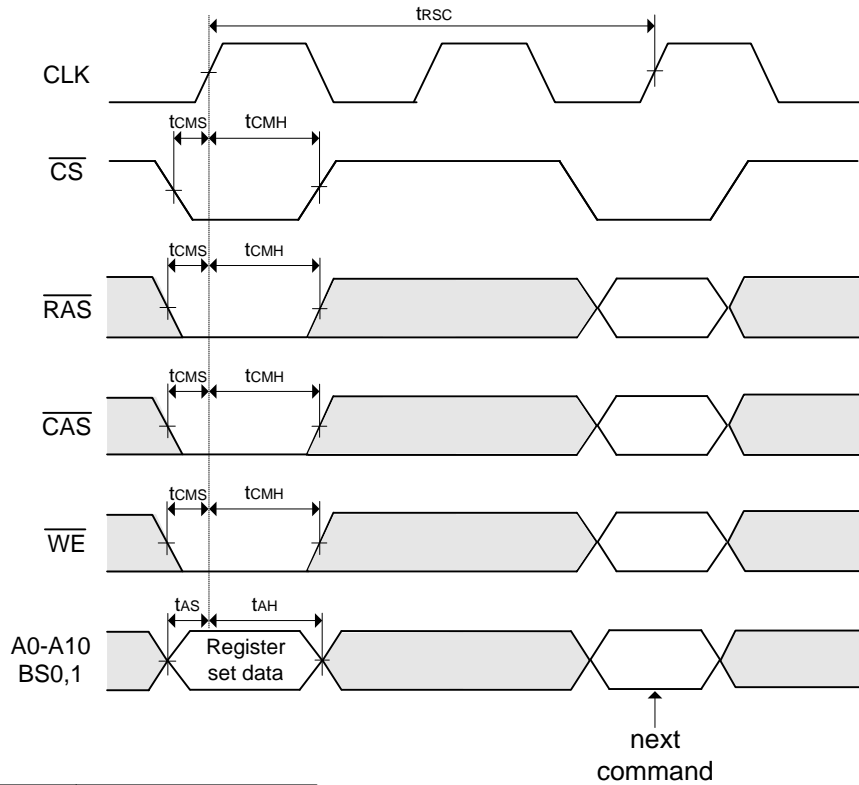 tRSC
CLK
tCMS tCMH
CS
tCMS tCMH
RAS
tCMS tCMH
CAS
tCMS tCMH
WE
tAS tAH
A0-A10
BS0,1
Register
set data
next
command